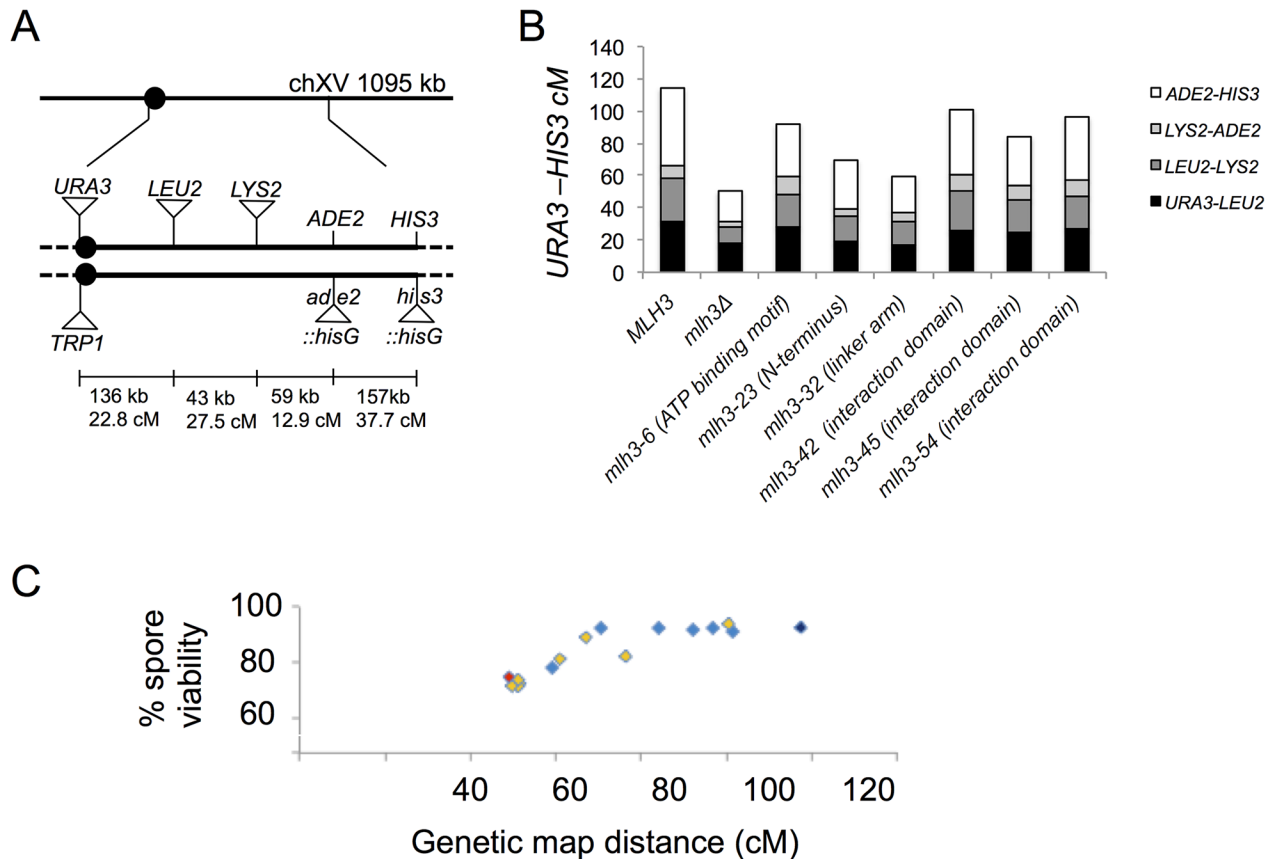 A
chXV 1095 kb
URA3 LEU2 LYS2 ADE2 HIS3
TRP1
ade2
::hisG
his3
::hisG
136 kb
22.8 cM
43 kb
27.5 cM
59 kb
12.9 cM
157kb
37.7 cM
B
URA3 –HIS3 cM
140
120
100
80
60
40
20
0
MLH3
mlh3Δ
mlh3-6 (ATP binding motif)
mlh3-23 (N-terminus)
mlh3-32 (linker arm)
mlh3-42 (interaction domain)
mlh3-45 (interaction domain)
mlh3-54 (interaction domain)
ADE2-HIS3
LYS2-ADE2
LEU2-LYS2
URA3-LEU2
C
% spore
viability
100
80
60
40 60 80 100 120
Genetic map distance (cM)